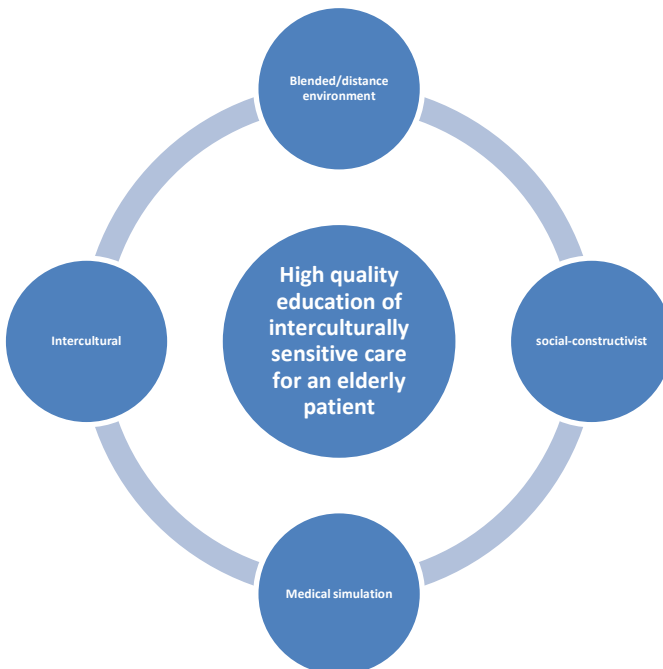 Blended/distance
environment
High quality
education of
interculturally
sensitive care
for an elderly
patient
Intercultural
social-constructivist
Medical simulation